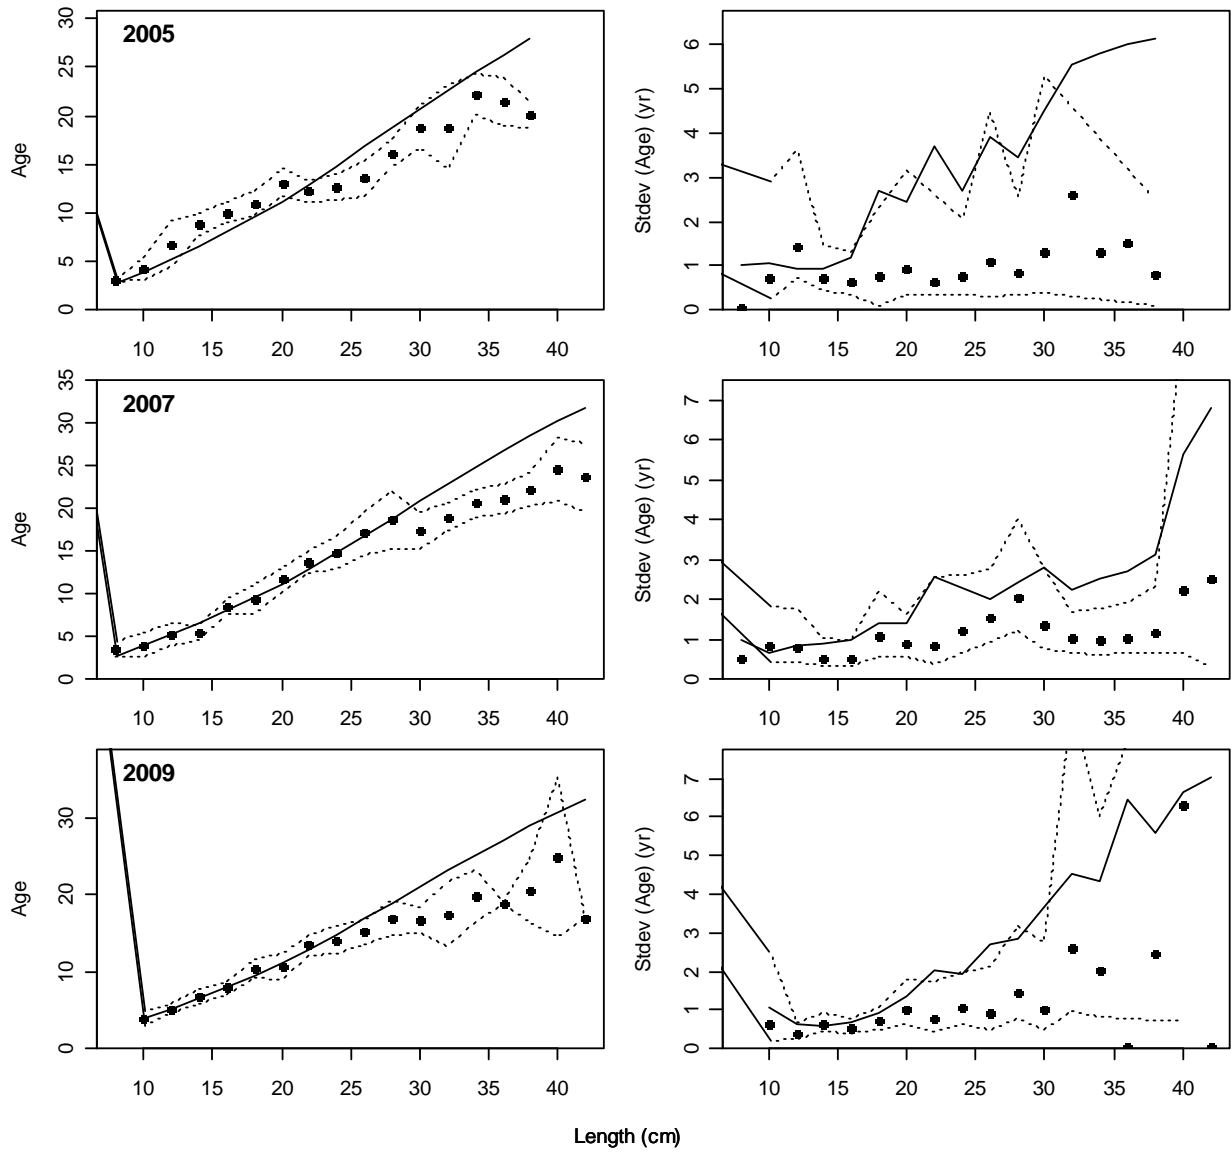 2005
Age
0 5 10 15 20 25 30
10 15 20 25 30 35 40
Stdev (Age) (yr)
0 1 2 3 4 5 6
10 15 20 25 30 35 40
2007
Age
0 5 10 15 20 25 30 35
10 15 20 25 30 35 40
Stdev (Age) (yr)
0 1 2 3 4 5 6 7
10 15 20 25 30 35 40
2009
Age
0 10 20 30
10 15 20 25 30 35 40
Stdev (Age) (yr)
0 1 2 3 4 5 6 7
10 15 20 25 30 35 40
Length (cm)